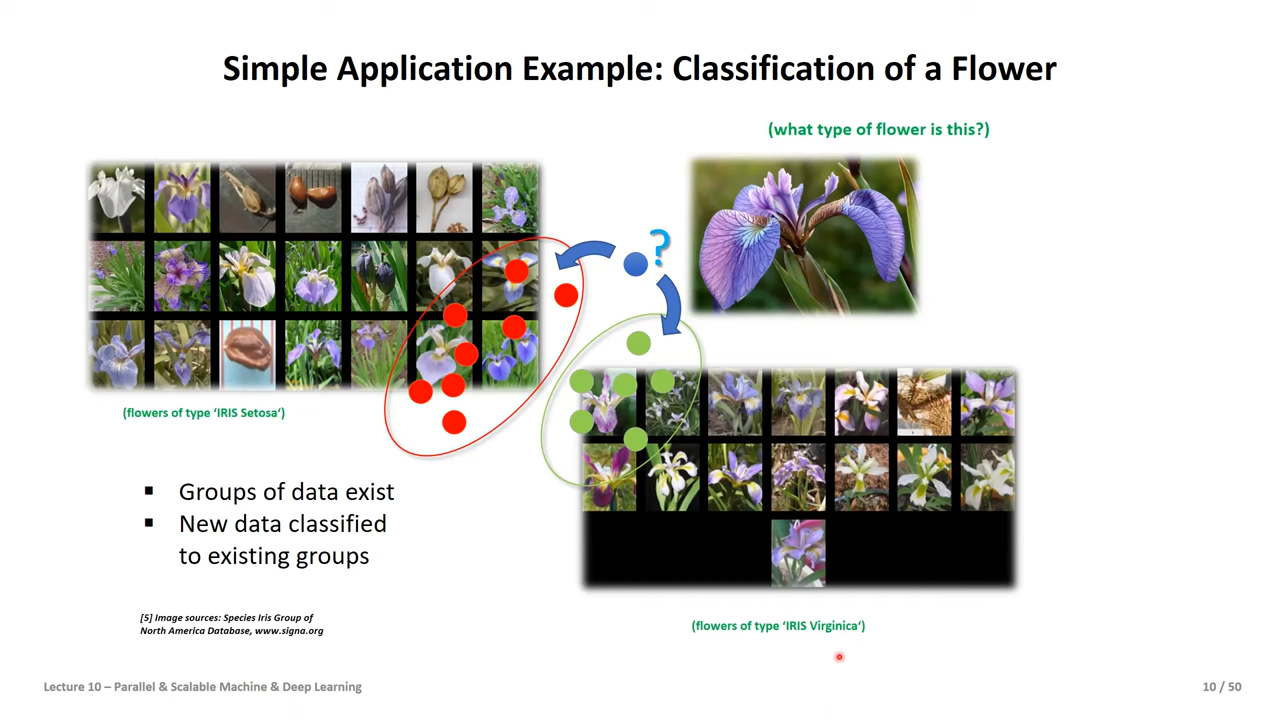 Simple Application Example: Classification of a Flower
(what type of flower is this?)
?
(flowers of type ‘IRIS Setosa‘)
▪ Groups of data exist
▪ New data classified
to existing groups
[5] Image sources: Species Iris Group of
North America Database, www.signa.org
(flowers of type ‘IRIS Virginica‘)
Lecture 10 – Parallel & Scalable Machine & Deep Learning
10 / 50